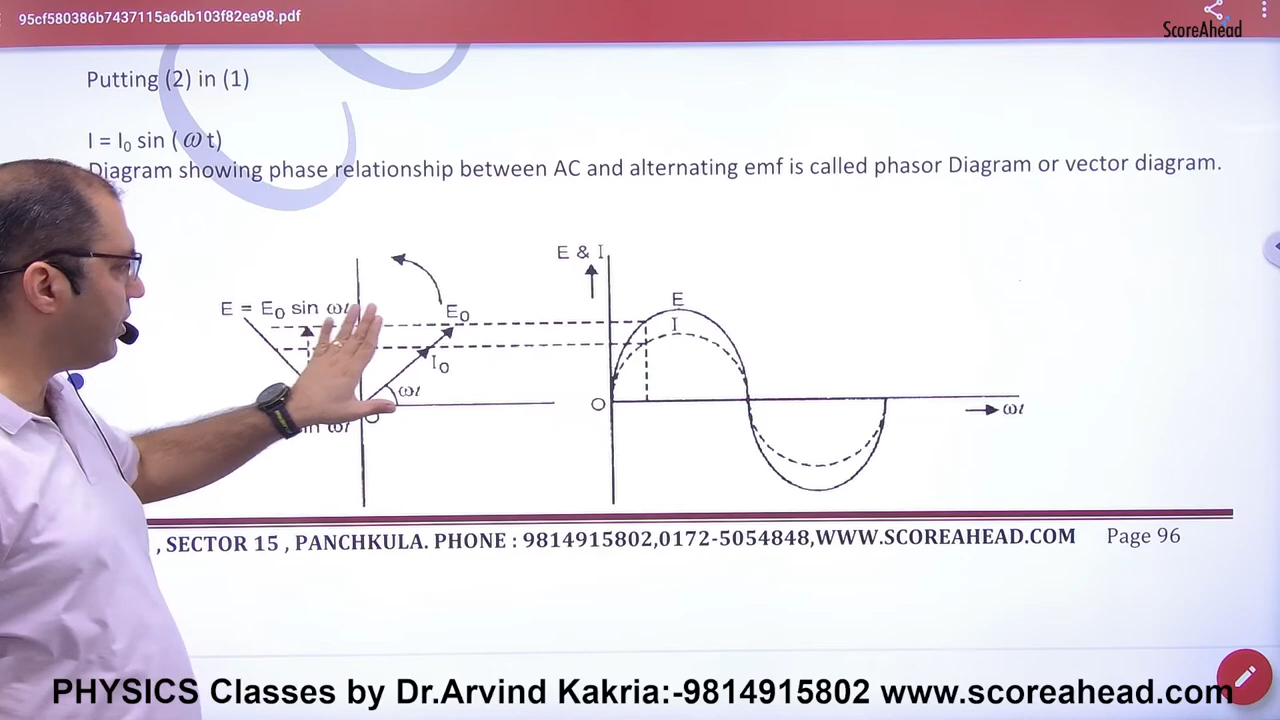 95cf580386b7437115a6db103f82ea98.pdf
ScoreAhead
Putting (2) in (1)
I = I₀ sin ( ω t)
Diagram showing phase relationship between AC and alternating emf is called phasor Diagram or vector diagram.
E & I
E = E₀ sin ωt
E₀
E
I
I₀
ωt
O
ωt
ωt
, SECTOR 15 , PANCHKULA. PHONE : 9814915802,0172-5054848,WWW.SCOREAHEAD.COM Page 96
PHYSICS Classes by Dr.Arvind Kakria:-9814915802 www.scoreahead.com